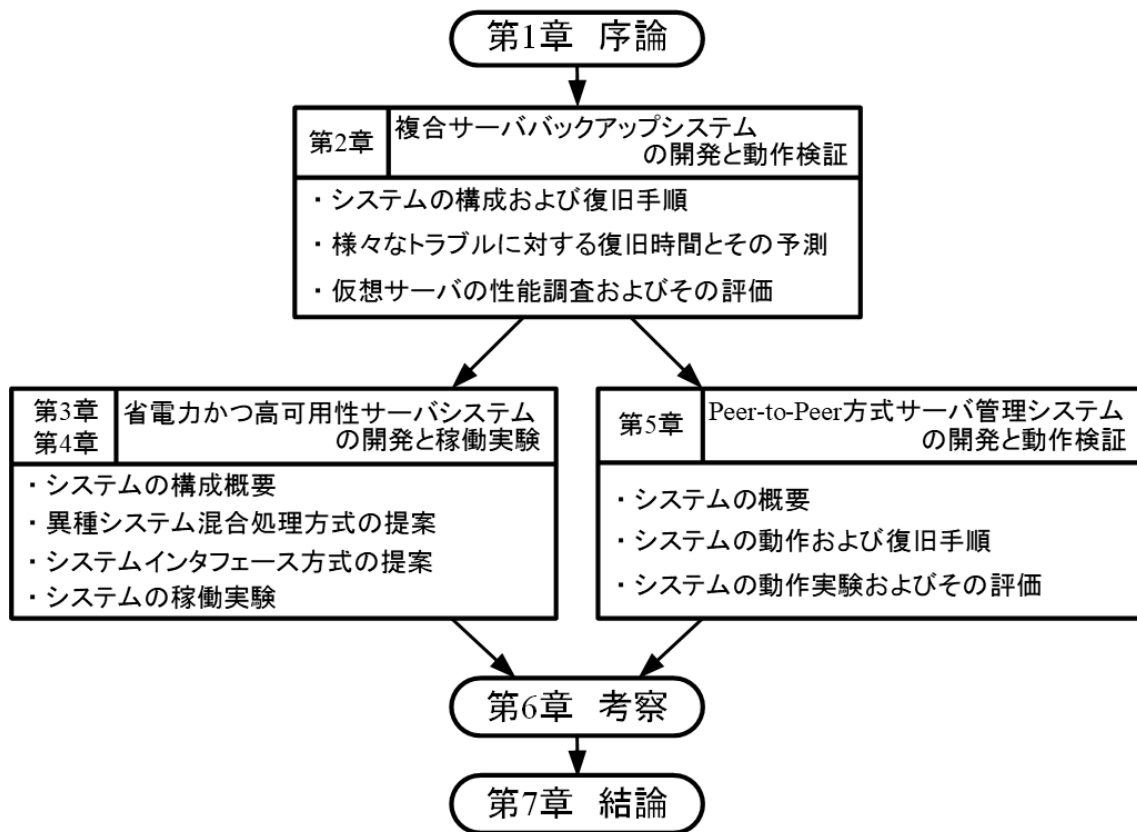 第1章 序論
第2章
複合サーババックアップシステム
の開発と動作検証
・システムの構成および復旧手順
・様々なトラブルに対する復旧時間とその予測
・仮想サーバの性能調査およびその評価
第3章
第4章
省電力かつ高可用性サーバシステム
の開発と稼働実験
・システムの構成概要
・異種システム混合処理方式の提案
・システムインタフェース方式の提案
・システムの稼働実験
第5章
Peer-to-Peer方式サーバ管理システム
の開発と動作検証
・システムの概要
・システムの動作および復旧手順
・システムの動作実験およびその評価
第6章 考察
第7章 結論